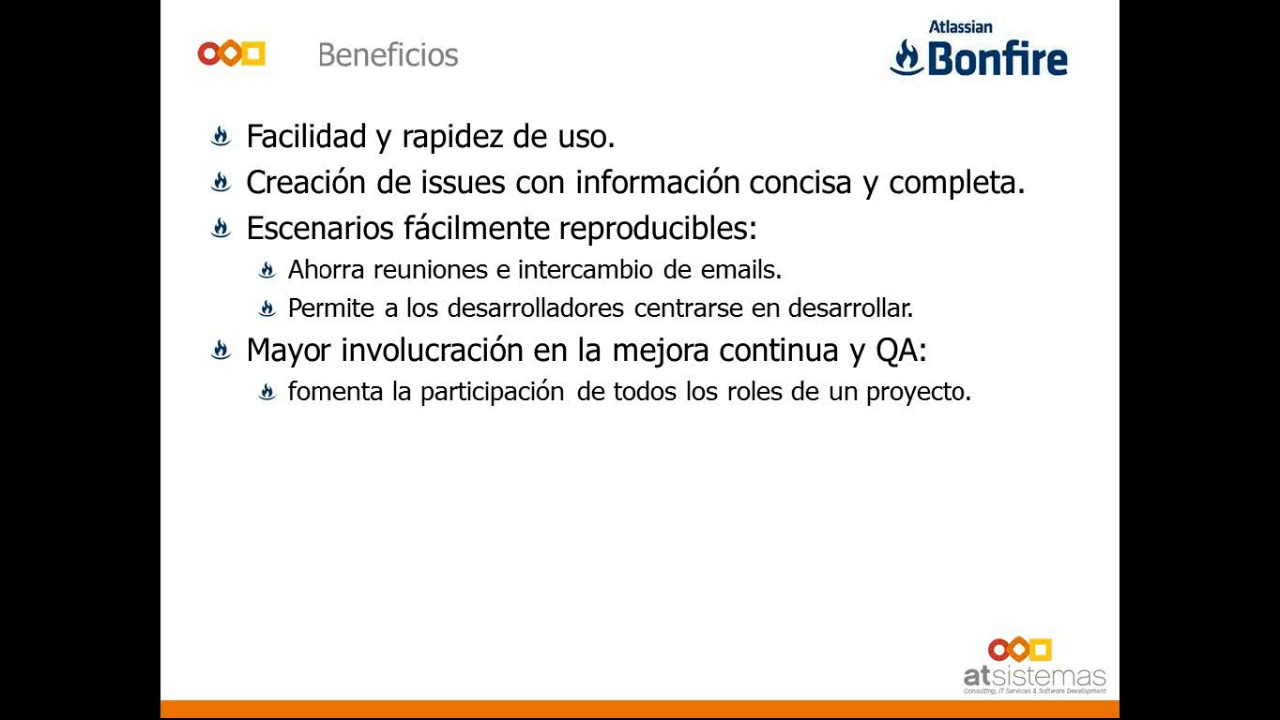 Beneficios
Atlassian
Bonfire
Facilidad y rapidez de uso.
Creación de issues con información concisa y completa.
Escenarios fácilmente reproducibles:
Ahorra reuniones e intercambio de emails.
Permite a los desarrolladores centrarse en desarrollar.
Mayor involucración en la mejora continua y QA:
fomenta la participación de todos los roles de un proyecto.
atsistemas
Consulting, IT Services & Software Development